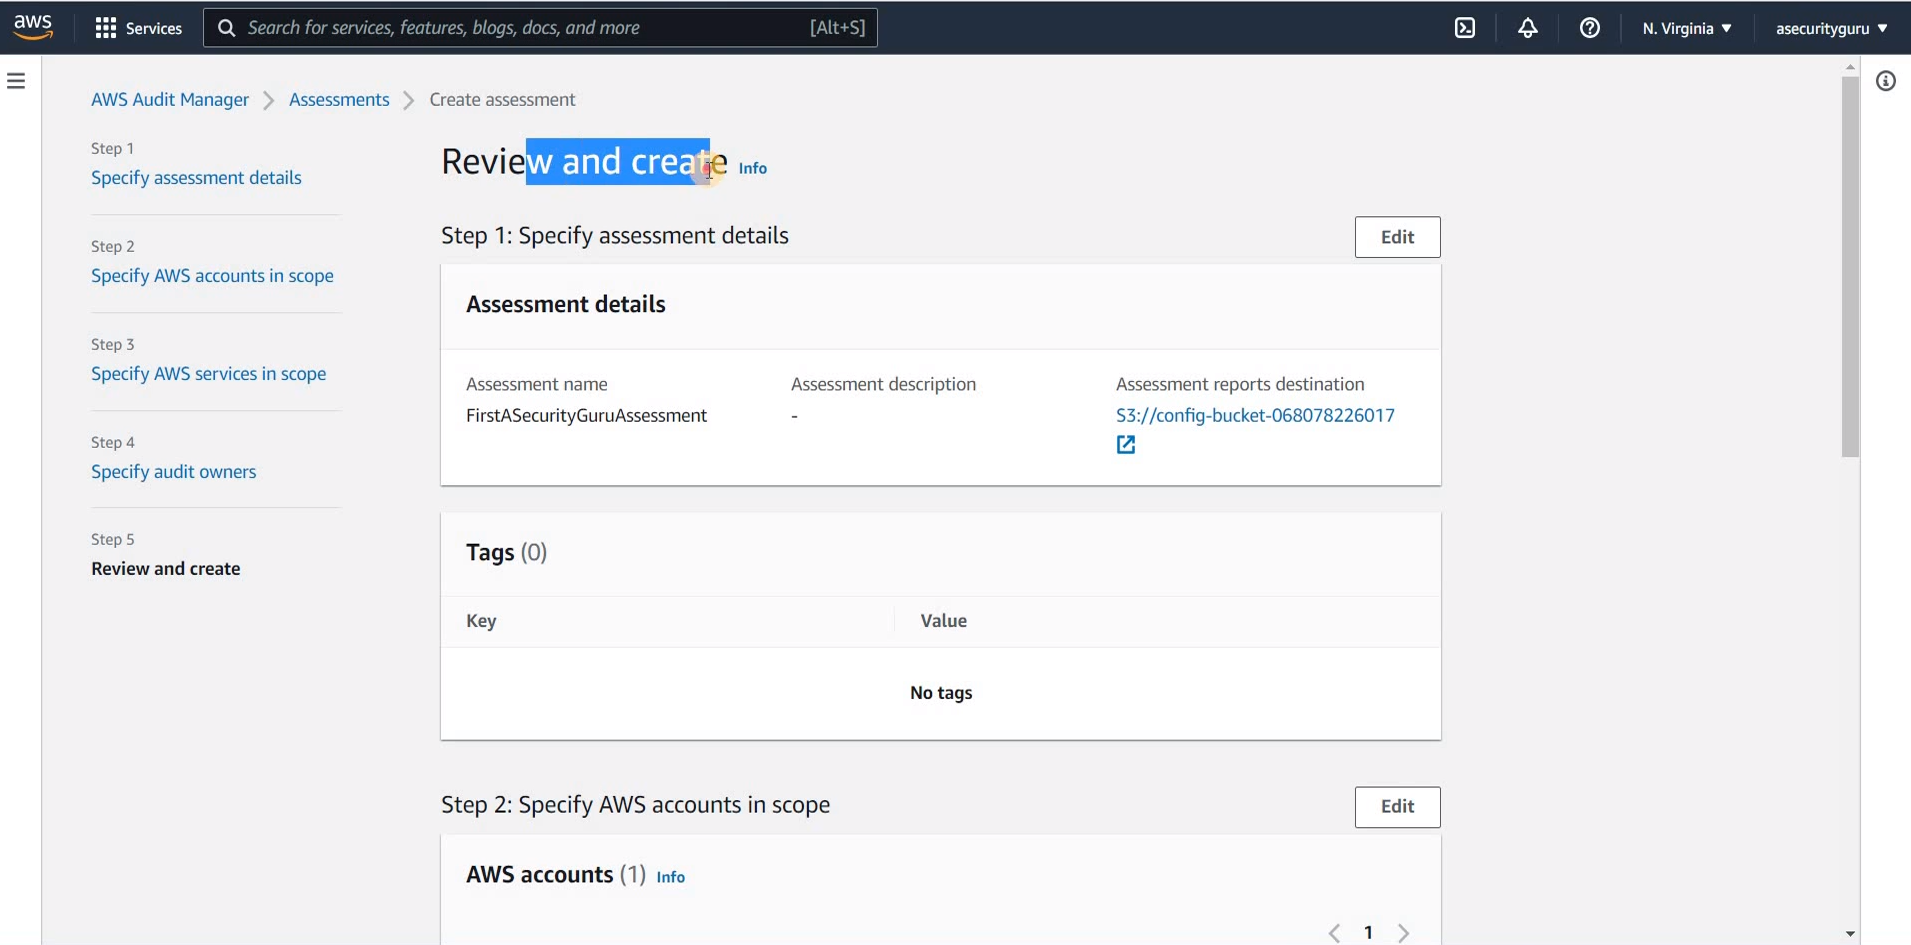 aws
Services
Search for services, features, blogs, docs, and more
[Alt+S]
N. Virginia
asecurityguru
AWS Audit Manager
Assessments
Create assessment
Step 1
Specify assessment details
Step 2
Specify AWS accounts in scope
Step 3
Specify AWS services in scope
Step 4
Specify audit owners
Step 5
Review and create
Review and create Info
Step 1: Specify assessment details
Edit
Assessment details
Assessment name
FirstASecurityGuruAssessment
Assessment description
-
Assessment reports destination
S3://config-bucket-068078226017
Tags (0)
Key
Value
No tags
Step 2: Specify AWS accounts in scope
Edit
AWS accounts (1) Info
1